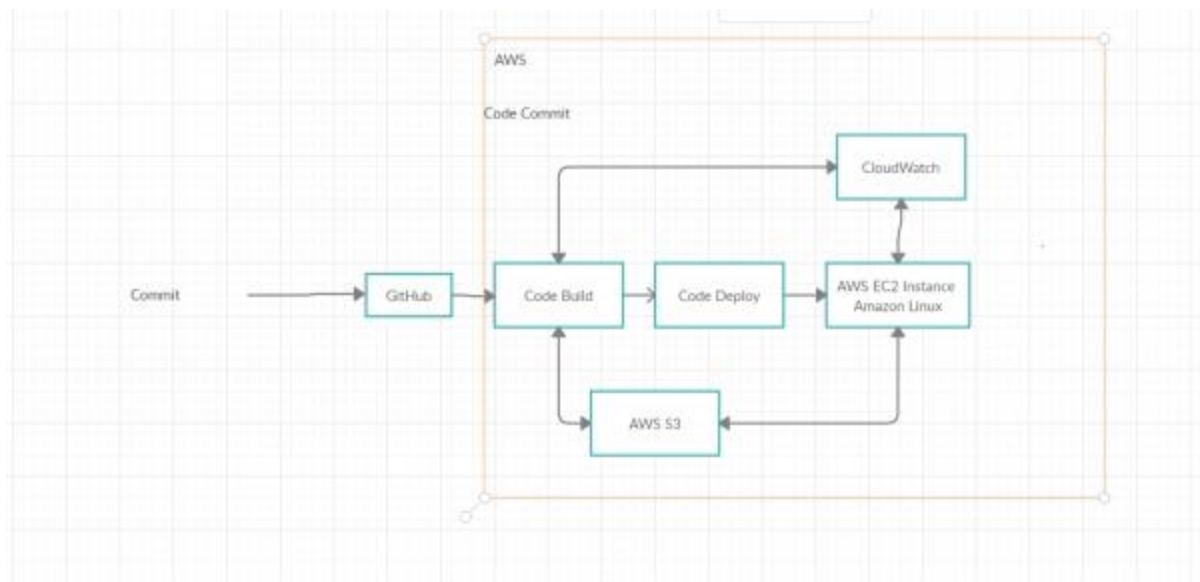 AWS
Code Commit
CloudWatch
Commit
GitHub
Code Build
Code Deploy
AWS EC2 Instance
Amazon Linux
AWS S3